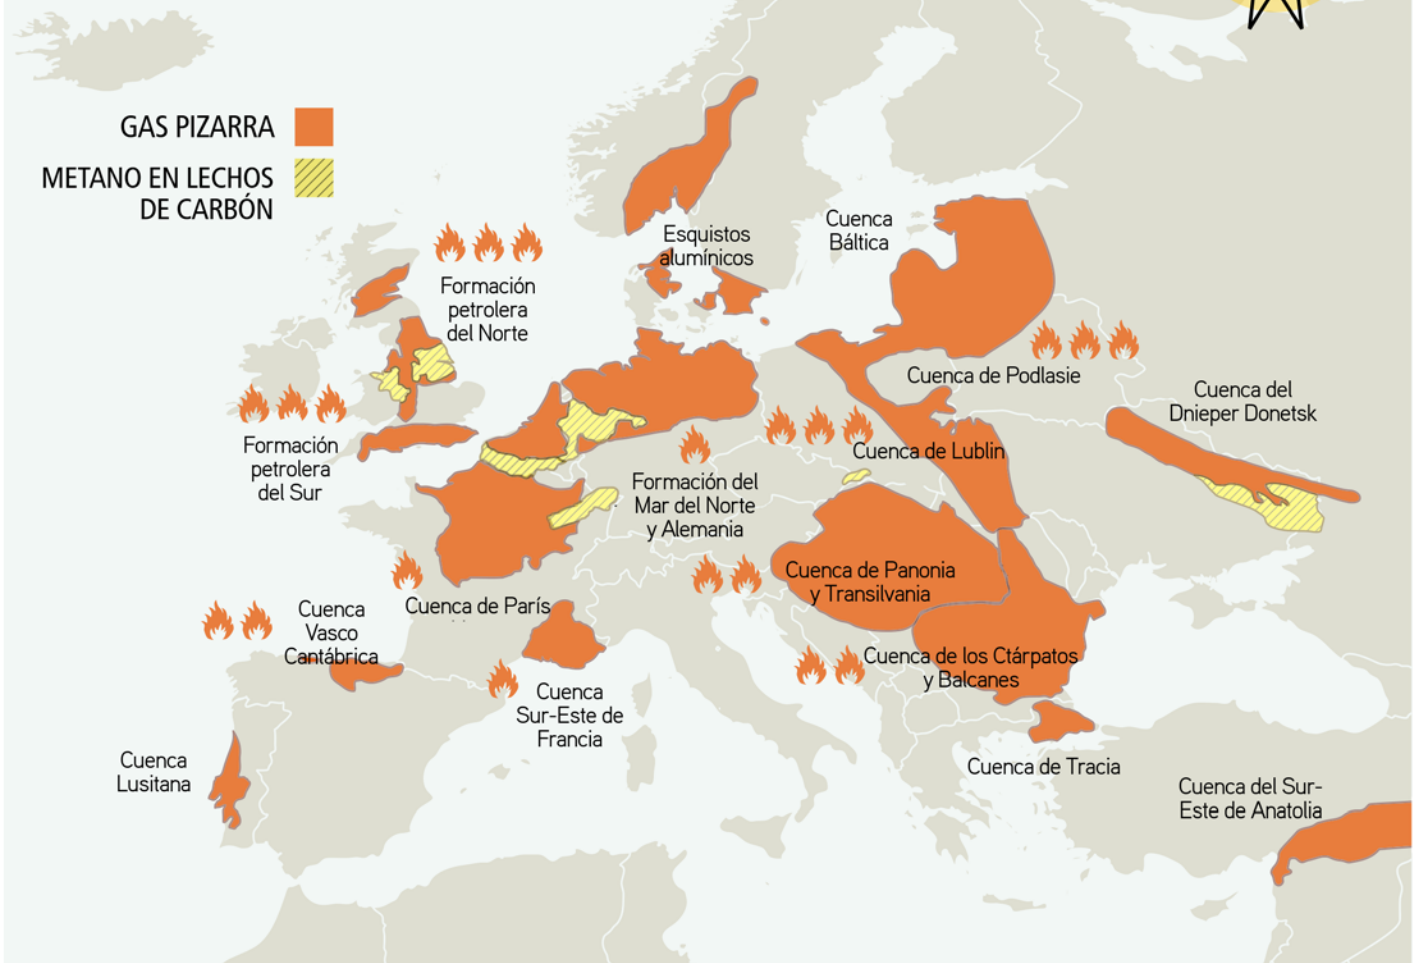 GAS PIZARRA
METANO EN LECHOS
DE CARBÓN
Esquistos
alumínicos
Cuenca
Báltica
Formación
petrolera
del Norte
Cuenca de Podlasie
Cuenca del
Dnieper Donetsk
Formación
petrolera
del Sur
Cuenca de Lublin
Formación del
Mar del Norte
y Alemania
Cuenca de Panonia
y Transilvania
Cuenca de París
Cuenca
Vasco
Cantábrica
Cuenca de los Ctárpatos
y Balcanes
Cuenca
Sur-Este de
Francia
Cuenca
Lusitana
Cuenca de Tracia
Cuenca del Sur-
Este de Anatolia